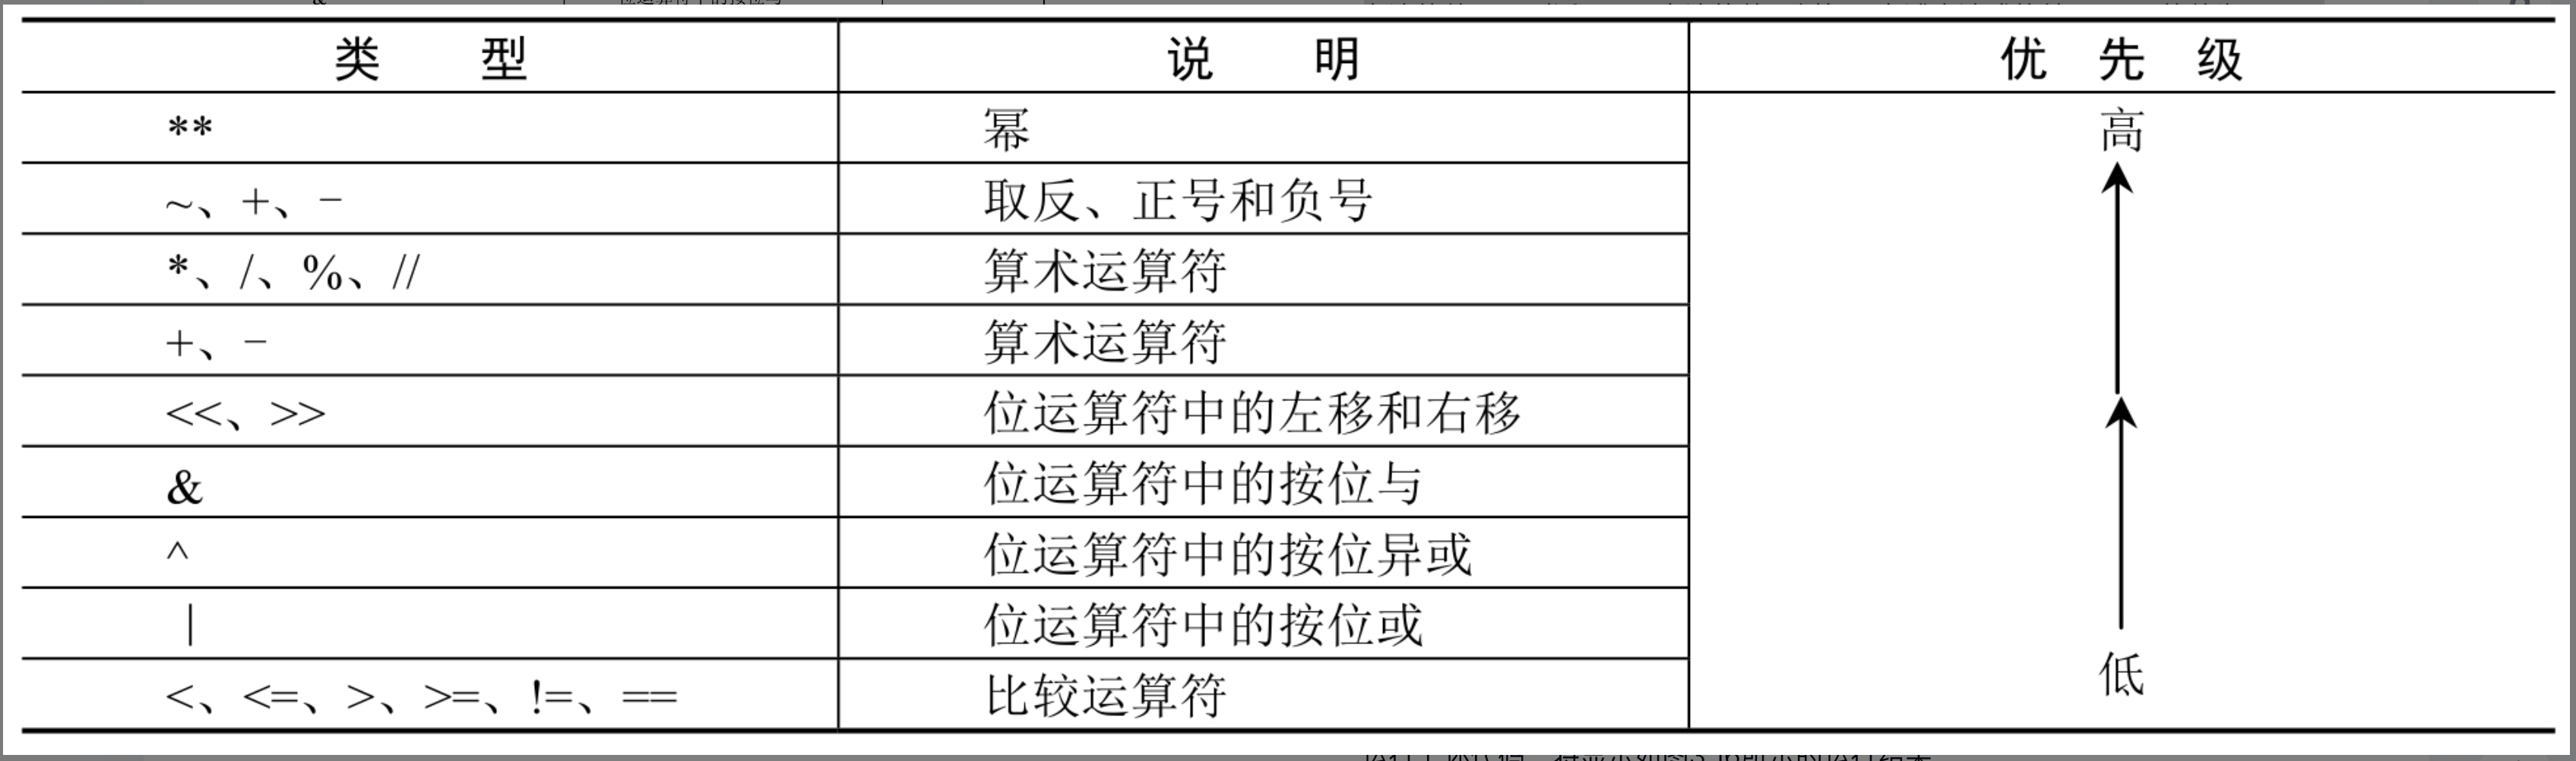 类 型 说 明 优 先 级
** 幂 高
~、+、− 取反、正号和负号
*、/、%、// 算术运算符
+、− 算术运算符
<<、>> 位运算符中的左移和右移
& 位运算符中的按位与
^ 位运算符中的按位异或
| 位运算符中的按位或
<、<=、>、>=、!=、== 比较运算符 低